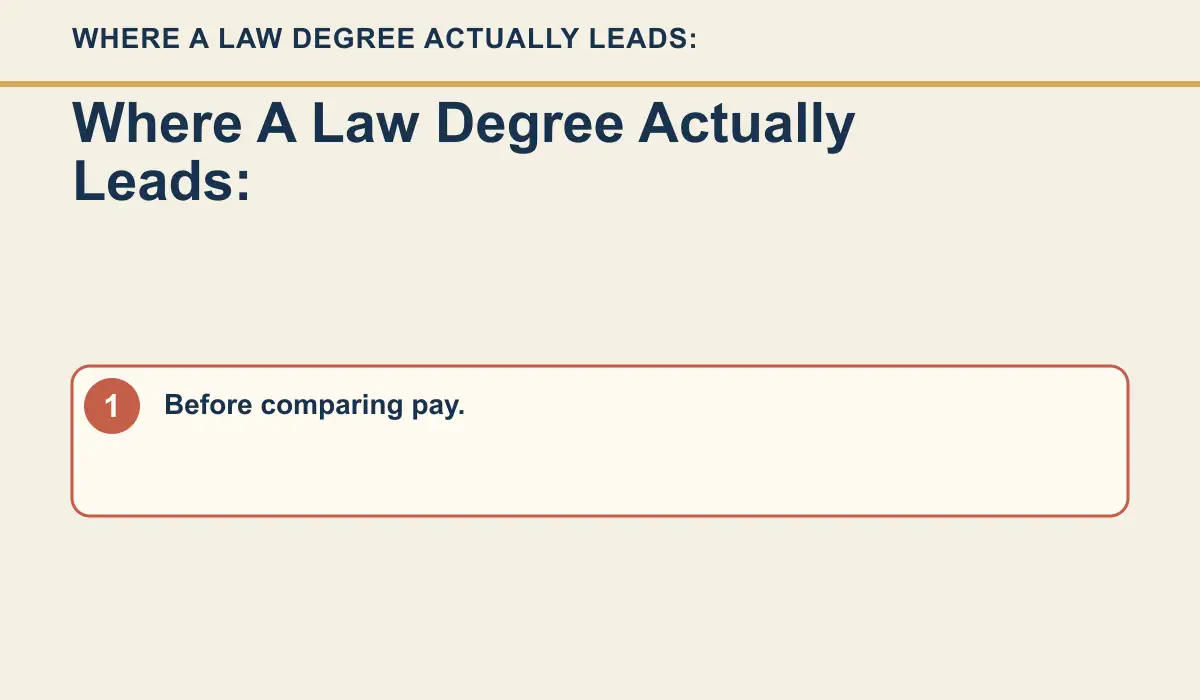 WHERE A LAW DEGREE ACTUALLY LEADS:
Where A Law Degree Actually
Leads:
1 Before comparing pay.